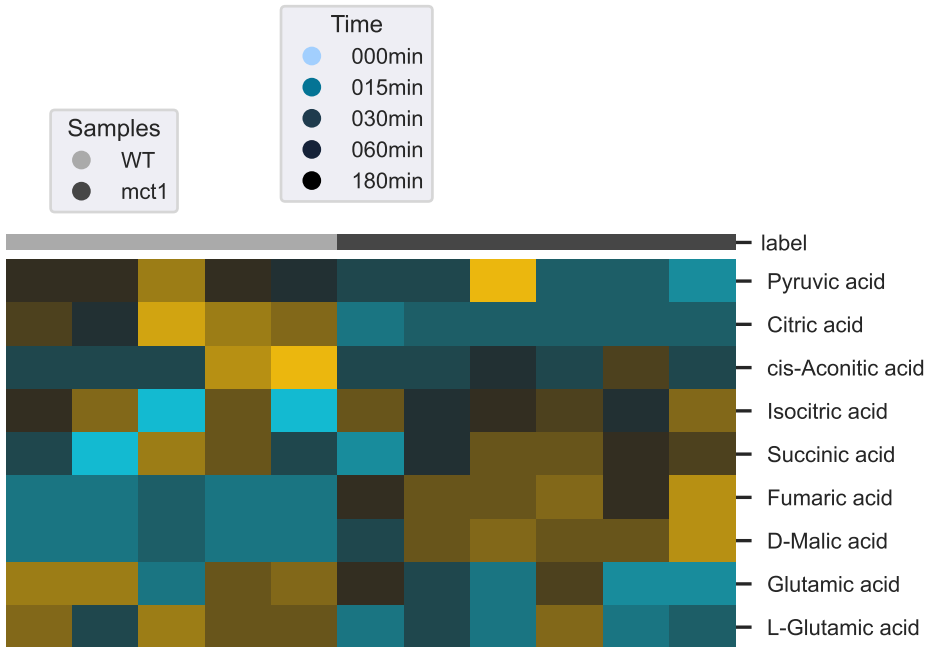 Time
000min
015min
030min
060min
180min
Samples
WT
mct1
label
Pyruvic acid
Citric acid
cis-Aconitic acid
Isocitric acid
Succinic acid
Fumaric acid
D-Malic acid
Glutamic acid
L-Glutamic acid